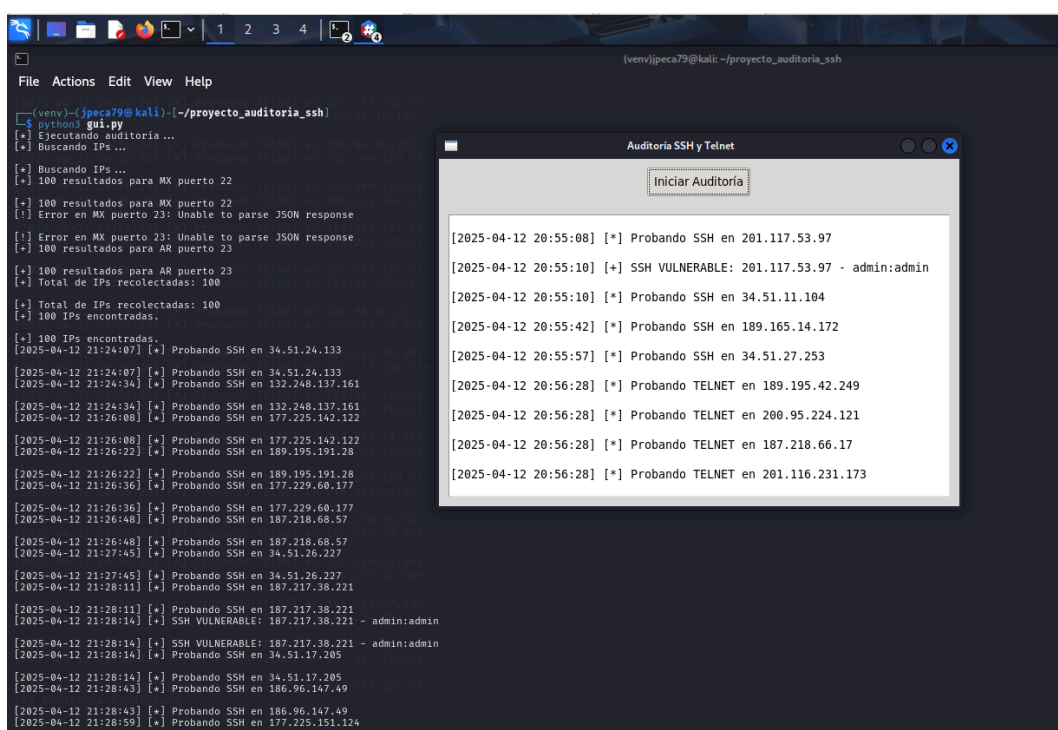 1 2 3 4
(venv)jpeca79@kali: ~/proyecto_auditoria_ssh
File Actions Edit View Help
(venv)-(jpeca79㉿kali)-[~/proyecto_auditoria_ssh]
$ python3 gui.py
[*] Ejecutando auditoría...
[*] Buscando IPs...
[*] Buscando IPs...
[+] 100 resultados para MX puerto 22
[+] 100 resultados para MX puerto 22
[!] Error en MX puerto 23: Unable to parse JSON response
[!] Error en MX puerto 23: Unable to parse JSON response
[+] 100 resultados para AR puerto 23
[+] 100 resultados para AR puerto 23
[+] Total de IPs recolectadas: 100
[+] Total de IPs recolectadas: 100
[+] 100 IPs encontradas.
[+] 100 IPs encontradas.
[2025-04-12 21:24:07] [*] Probando SSH en 34.51.24.133
[2025-04-12 21:24:07] [*] Probando SSH en 34.51.24.133
[2025-04-12 21:24:34] [*] Probando SSH en 132.248.137.161
[2025-04-12 21:24:34] [*] Probando SSH en 132.248.137.161
[2025-04-12 21:26:08] [*] Probando SSH en 177.225.142.122
[2025-04-12 21:26:08] [*] Probando SSH en 177.225.142.122
[2025-04-12 21:26:22] [*] Probando SSH en 189.195.191.28
[2025-04-12 21:26:22] [*] Probando SSH en 189.195.191.28
[2025-04-12 21:26:36] [*] Probando SSH en 177.229.60.177
[2025-04-12 21:26:36] [*] Probando SSH en 177.229.60.177
[2025-04-12 21:26:48] [*] Probando SSH en 187.218.68.57
[2025-04-12 21:26:48] [*] Probando SSH en 187.218.68.57
[2025-04-12 21:27:45] [*] Probando SSH en 34.51.26.227
[2025-04-12 21:27:45] [*] Probando SSH en 34.51.26.227
[2025-04-12 21:28:11] [*] Probando SSH en 187.217.38.221
[2025-04-12 21:28:11] [*] Probando SSH en 187.217.38.221
[2025-04-12 21:28:14] [+] SSH VULNERABLE: 187.217.38.221 - admin:admin
[2025-04-12 21:28:14] [+] SSH VULNERABLE: 187.217.38.221 - admin:admin
[2025-04-12 21:28:14] [*] Probando SSH en 34.51.17.205
[2025-04-12 21:28:14] [*] Probando SSH en 34.51.17.205
[2025-04-12 21:28:43] [*] Probando SSH en 186.96.147.49
[2025-04-12 21:28:43] [*] Probando SSH en 186.96.147.49
[2025-04-12 21:28:59] [*] Probando SSH en 177.225.151.124
Auditoría SSH y Telnet
Iniciar Auditoría
[2025-04-12 20:55:08] [*] Probando SSH en 201.117.53.97
[2025-04-12 20:55:10] [+] SSH VULNERABLE: 201.117.53.97 - admin:admin
[2025-04-12 20:55:10] [*] Probando SSH en 34.51.11.104
[2025-04-12 20:55:42] [*] Probando SSH en 189.165.14.172
[2025-04-12 20:55:57] [*] Probando SSH en 34.51.27.253
[2025-04-12 20:56:28] [*] Probando TELNET en 189.195.42.249
[2025-04-12 20:56:28] [*] Probando TELNET en 200.95.224.121
[2025-04-12 20:56:28] [*] Probando TELNET en 187.218.66.17
[2025-04-12 20:56:28] [*] Probando TELNET en 201.116.231.173